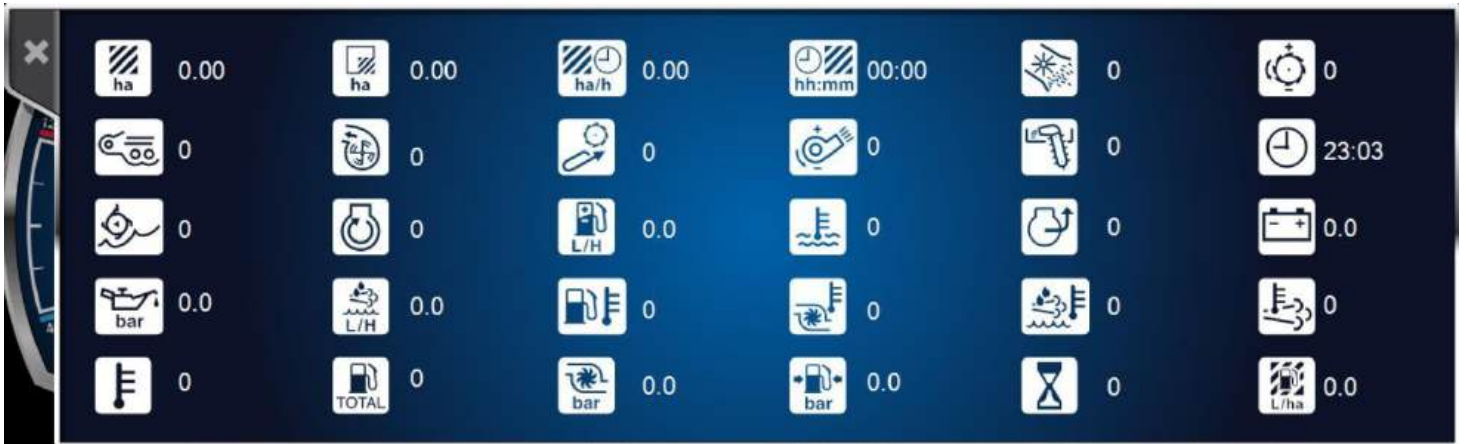 0.00 0.00 0.00 00:00 0 0
ha ha ha/h hh:mm
0 0 0 0 0 23:03
0 0 0.0 0 0 0.0
L/H
0.0 0.0 0 0 0 0
bar L/H
0 0 0.0 0.0 0 0.0
TOTAL bar bar L/ha